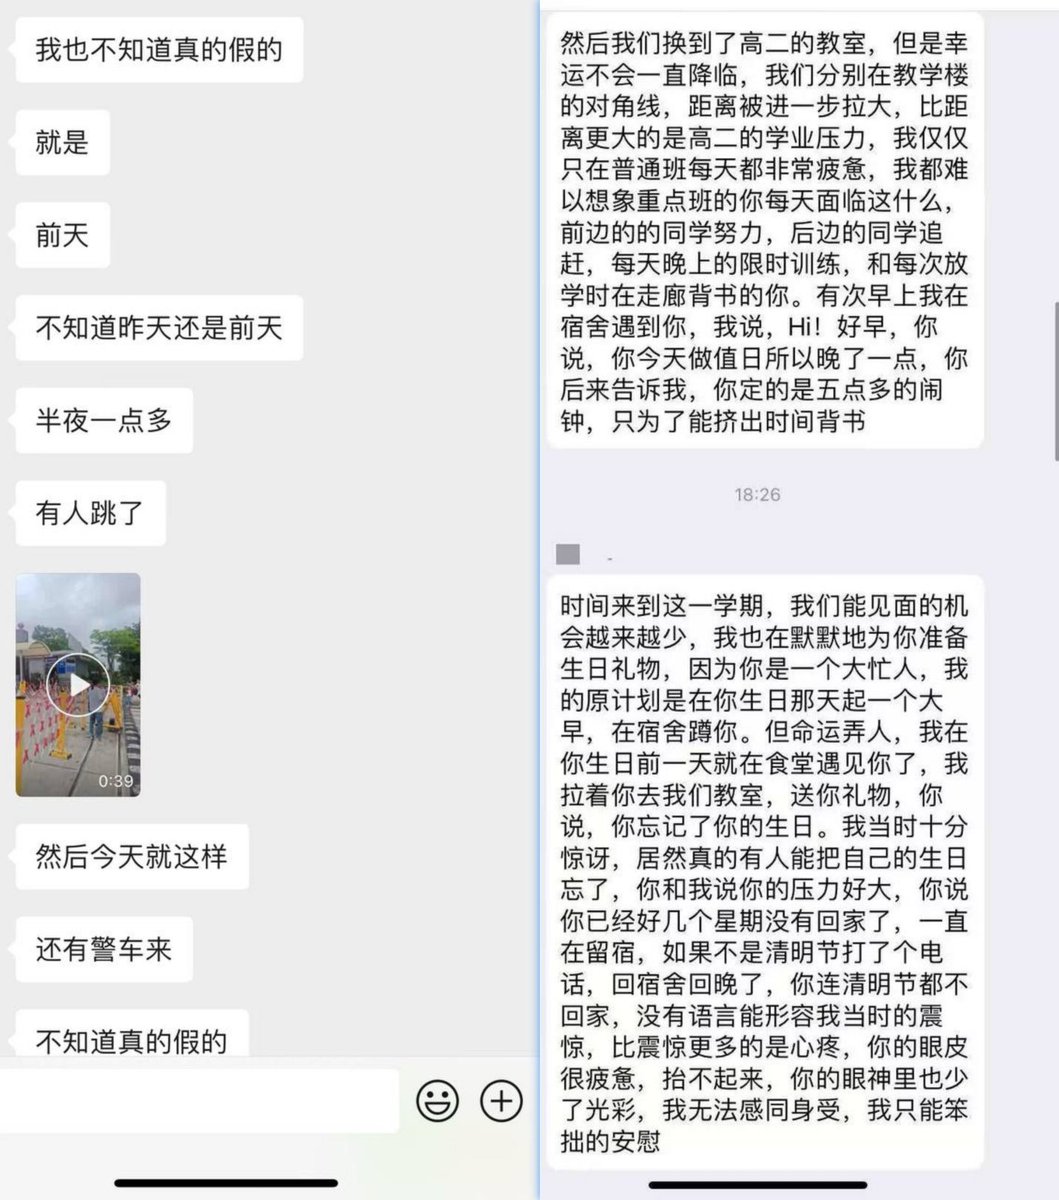 我也不知道真的假的
就是
前天
不知道昨天还是前天
半夜一点多
有人跳了
0:39
然后今天就这样
还有警车来
不知道真的假的
然后我们换到了高二的教室，但是幸
运不会一直降临，我们分别在教学楼
的对角线，距离被进一步拉大，比距
离更大的是高二的学业压力，我仅仅
只在普通班每天都非常疲惫，我都难
以想象重点班的你每天面临这什么，
前边的的同学努力，后边的同学追
赶，每天晚上的限时训练，和每次放
学时在走廊背书的你。有次早上我在
宿舍遇到你，我说，Hi！好早，你
说，你今天做值日所以晚了一点，你
后来告诉我，你定的是五点多的闹
钟，只为了能挤出时间背书
18:26
时间来到这一学期，我们能见面的机
会越来越少，我也在默默地为你准备
生日礼物，因为你是一个大忙人，我
的原计划是在你生日那天起一个大
早，在宿舍蹲你。但命运弄人，我在
你生日前一天就在食堂遇见你了，我
拉着你去我们教室，送你礼物，你
说，你忘记了你的生日。我当时十分
惊讶，居然真的有人能把自己的生日
忘了，你和我说你的压力好大，你说
你已经好几个星期没有回家了，一直
在留宿，如果不是清明节打了个电
话，回宿舍回晚了，你连清明节都不
回家，没有语言能形容我当时的震
惊，比震惊更多的是心疼，你的眼皮
很疲惫，抬不起来，你的眼神里也少
了光彩，我无法感同身受，我只能笨
拙的安慰